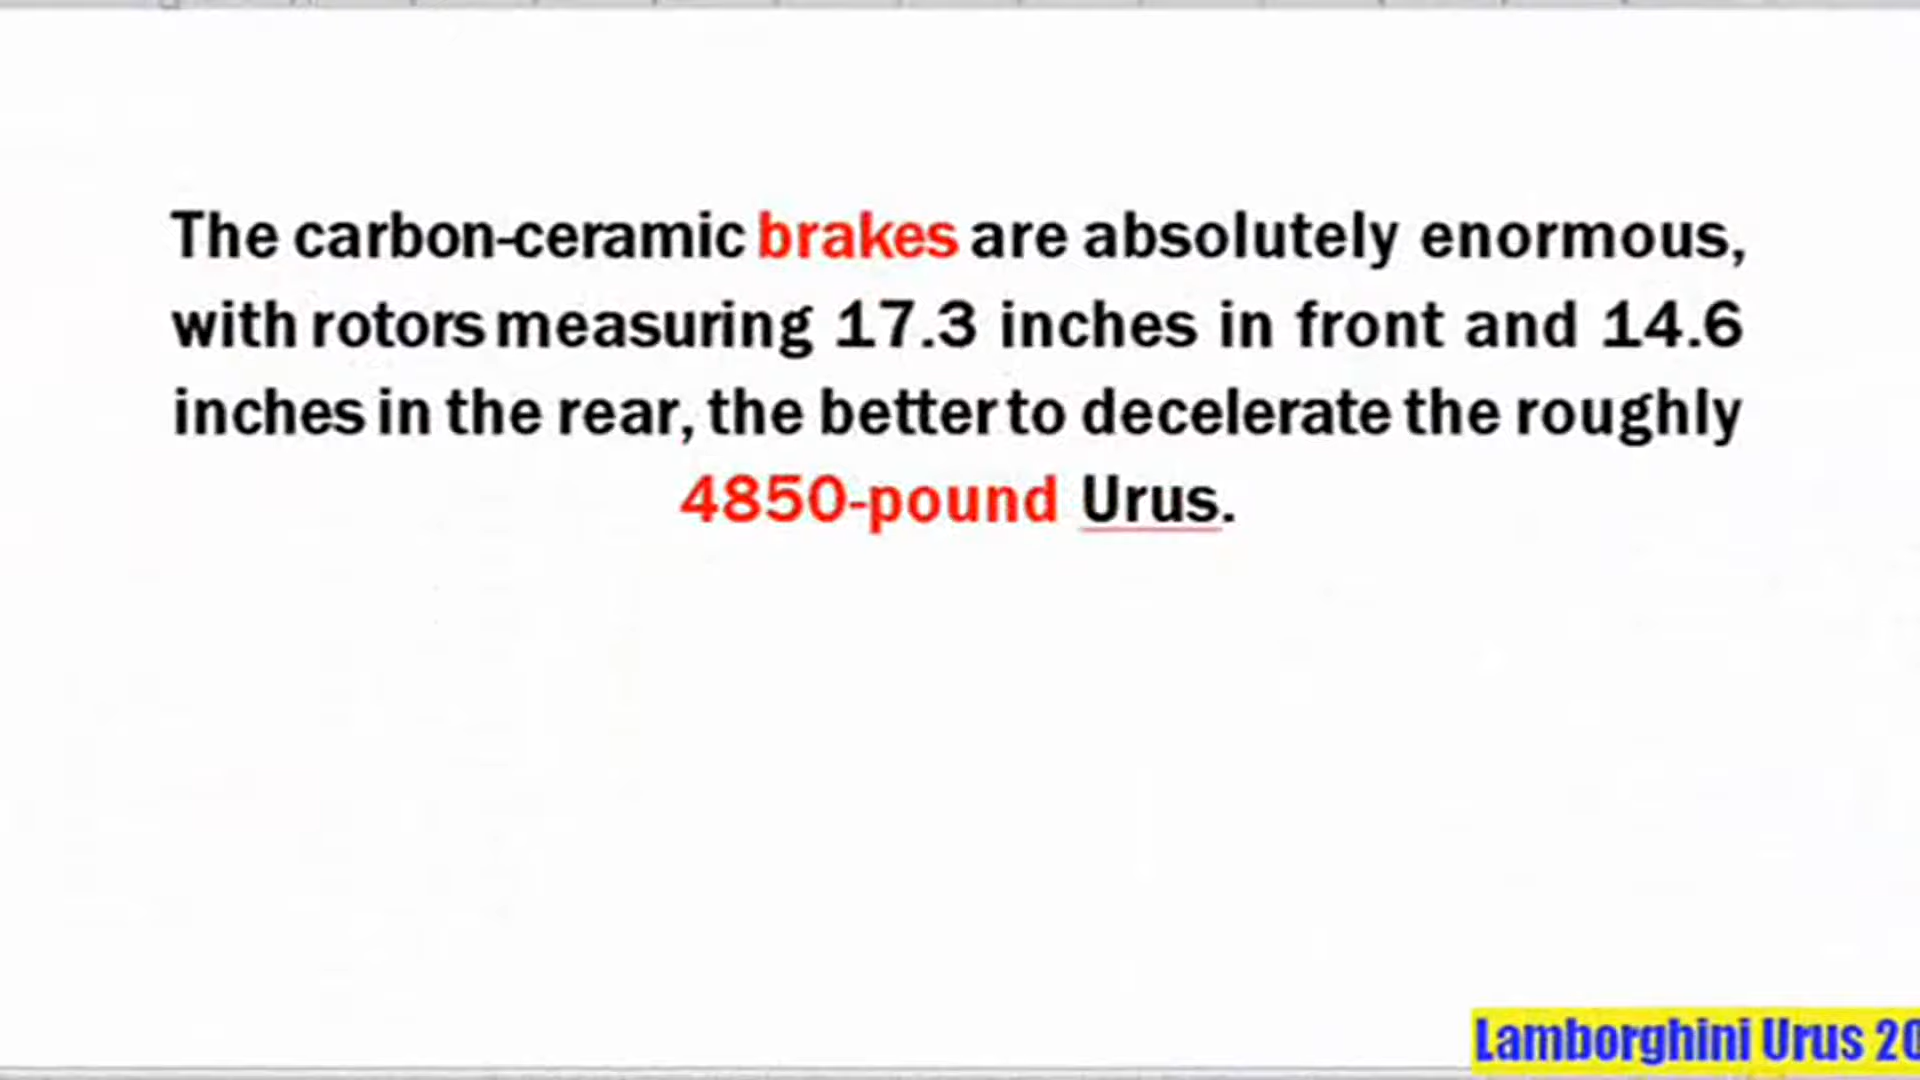 The carbon-ceramic brakes are absolutely enormous,
with rotors measuring 17.3 inches in front and 14.6
inches in the rear, the better to decelerate the roughly
4850-pound Urus.
Lamborghini Urus 20